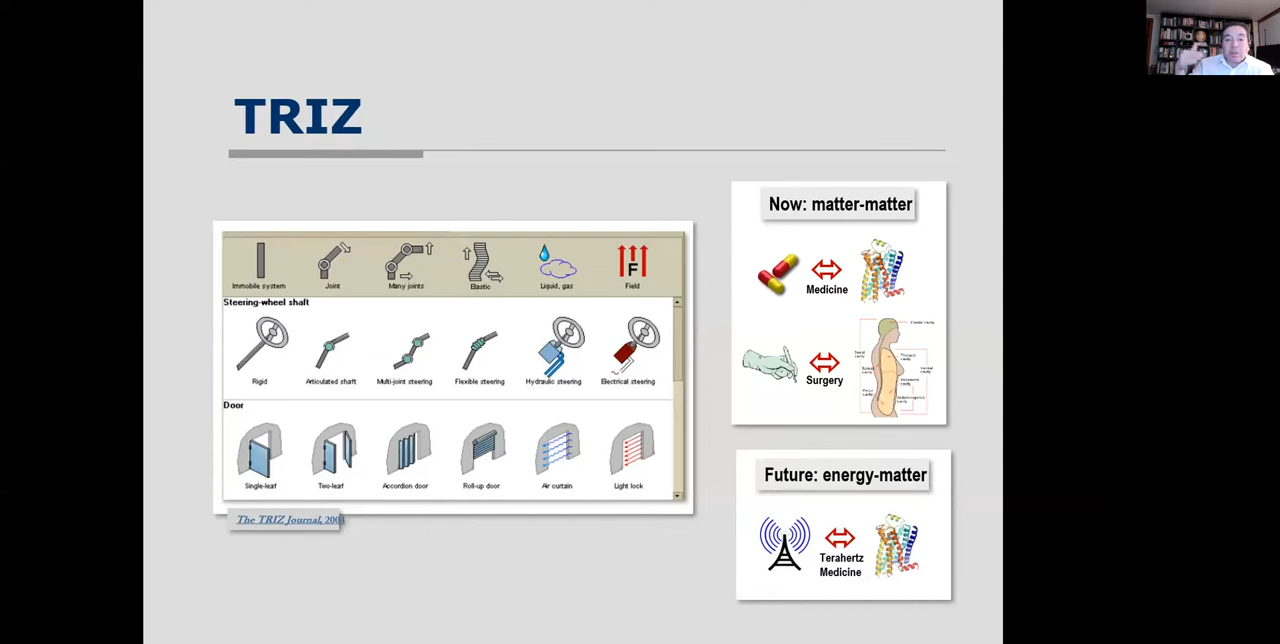 TRIZ
Immobile system
Joint
Many joints
Elastic
Liquid, gas
F
Field
Steering-wheel shaft
Rigid
Articulated shaft
Multi-joint steering
Flexible steering
Hydraulic steering
Electrical steering
Door
Single-leaf
Two-leaf
Accordion door
Roll-up door
Air curtain
Light lock
The TRIZ Journal,
Now: matter-matter
Medicine
Surgery
Future: energy-matter
Terahertz
Medicine